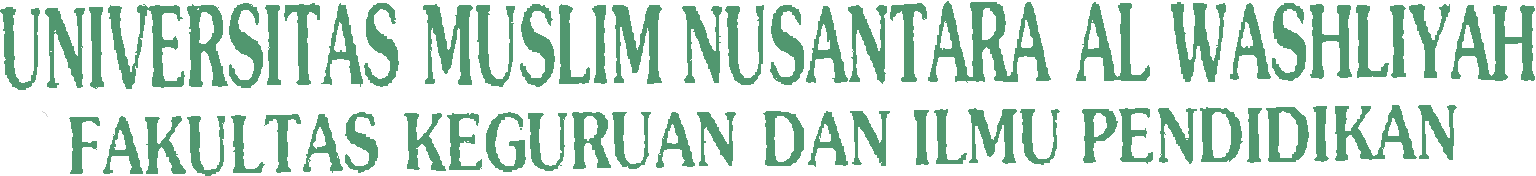 UNIVERSITAS MUSLIM NUSANTARA AL WASHLIYAH
FAKULTAS KEGURUAN DAN ILMU PENDIDIKAN